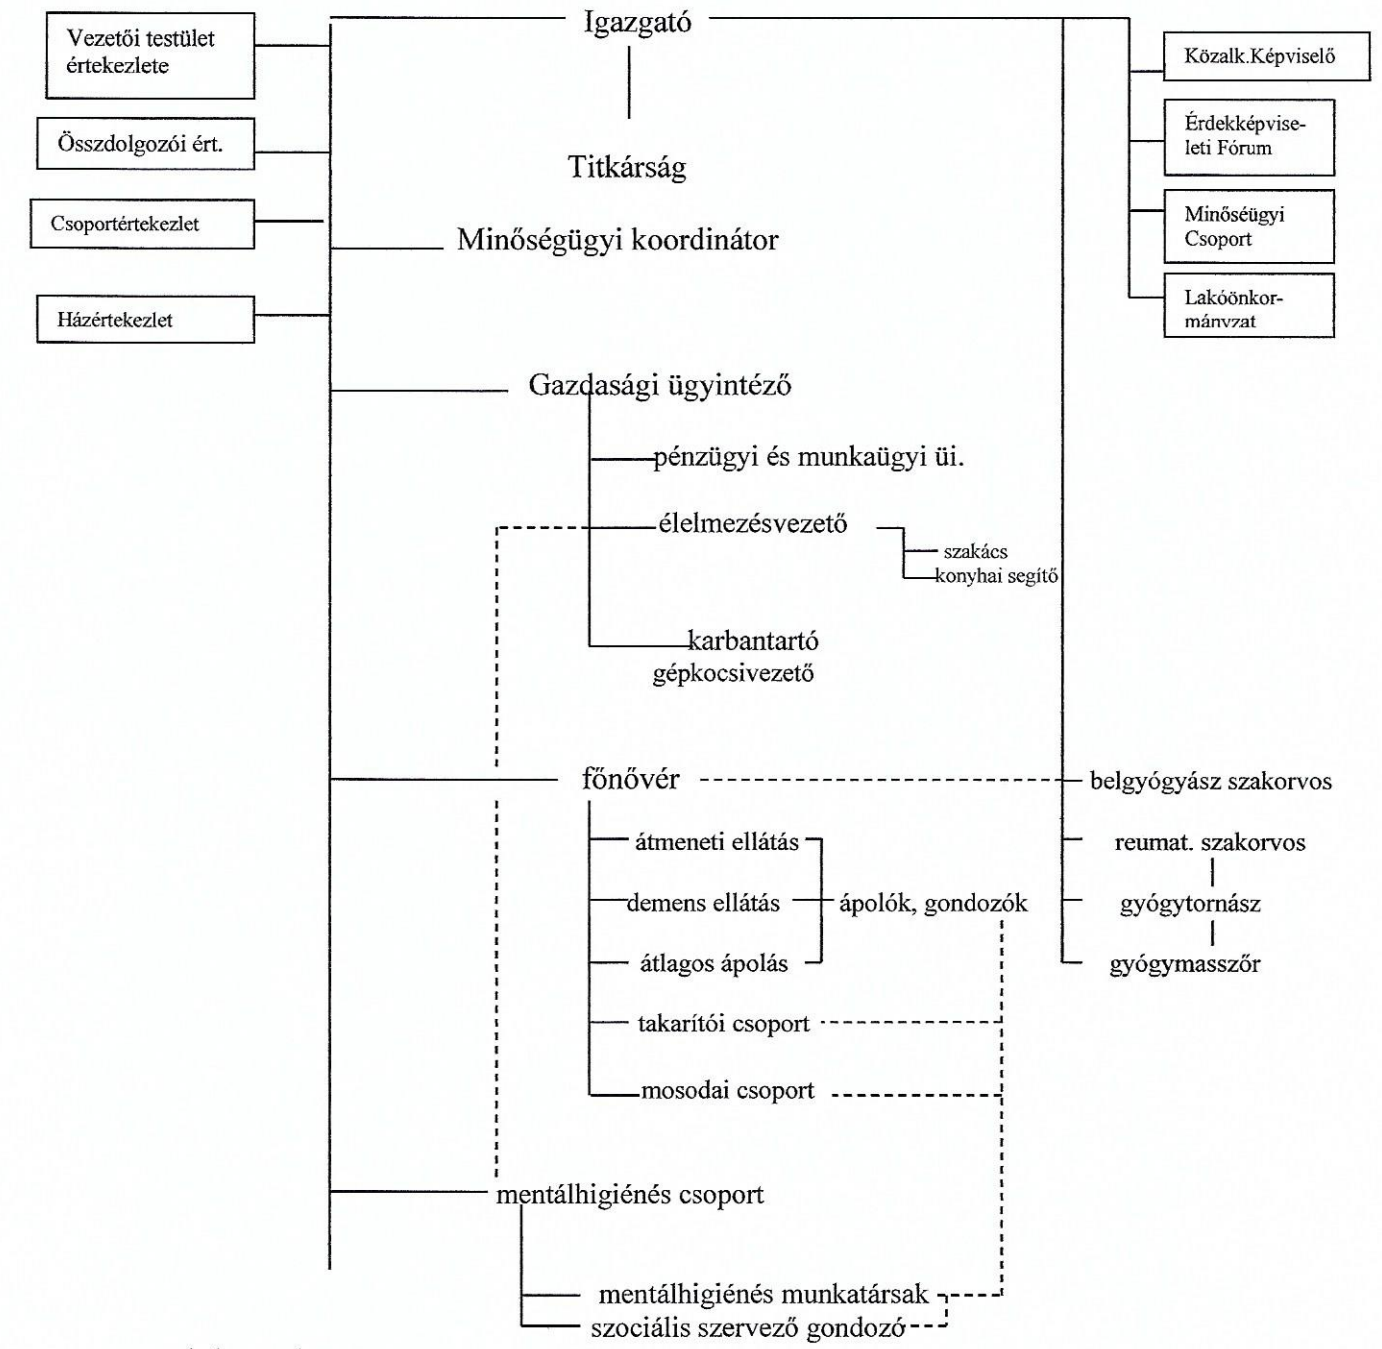 Igazgató
Vezetői testület
értekezlete
Összdolgozói ért.
Csoportértekezlet
Házértekezlet
Közalk.Képviselő
Érdekképvise-
leti Fórum
Minőséügyi
Csoport
Lakóönkor-
mányzat
Titkárság
Minőségügyi koordinátor
Gazdasági ügyintéző
pénzügyi és munkaügyi üi.
élelmezésvezető
szakács
konyhai segítő
karbantartó
gépkocsivezető
főnővér
belgyógyász szakorvos
átmeneti ellátás
reumat. szakorvos
demens ellátás
ápolók, gondozók
gyógytornász
átlagos ápolás
gyógymasszőr
takarítói csoport
mosodai csoport
mentálhigiénés csoport
mentálhigiénés munkatársak
szociális szervező gondozó